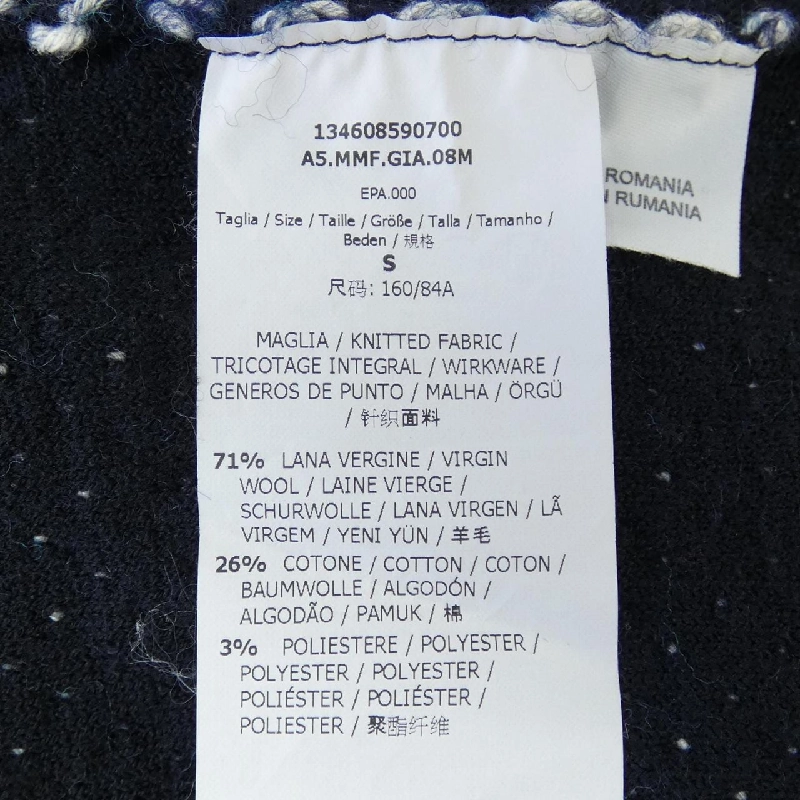 134608590700
A5.MMF.GIA.08M
EPA.000
Taglia / Size / Taille / Größe / Talla / Tamanho /
Beden / 规格
S
尺码: 160/84A
MAGLIA / KNITTED FABRIC /
TRICOTAGE INTEGRAL / WIRKWARE /
GENEROS DE PUNTO / MALHA / ÖRGÜ
/ 针织面料
71% LANA VERGINE / VIRGIN
WOOL / LAINE VIERGE /
SCHURWOLLE / LANA VIRGEN / LÃ
VIRGEM / YENI YÜN / 羊毛
26% COTONE / COTTON / COTON /
BAUMWOLLE / ALGODÓN /
ALGODÃO / PAMUK / 棉
3% POLIESTERE / POLYESTER /
POLYESTER / POLYESTER /
POLIÉSTER / POLIÉSTER /
POLIESTER / 聚酯纤维
ROMANIA
RUMANIA